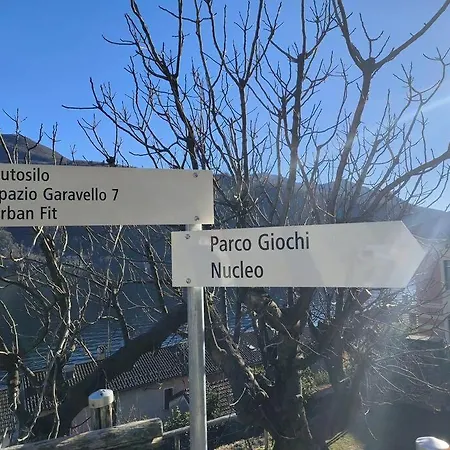 utosilo
pazio Garavello 7
rban Fit
Parco Giochi
Nucleo